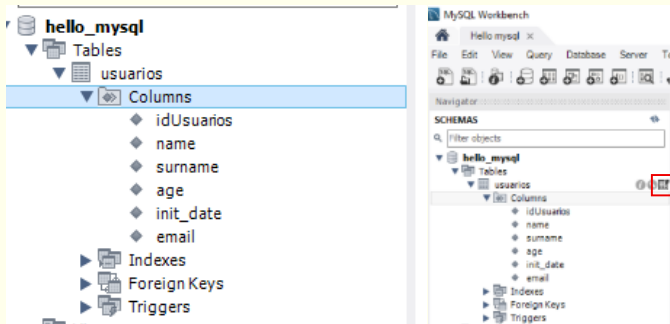 hello_mysql
Tables
usuarios
Columns
idUsuarios
name
surname
age
init_date
email
Indexes
Foreign Keys
Triggers
MySQL Workbench
Hello mysql
File Edit View Query Database Server
Navigator
SCHEMAS
Filter objects
hello_mysql
Tables
usuarios
Columns
idUsuarios
name
surname
age
init_date
email
Indexes
Foreign Keys
Triggers